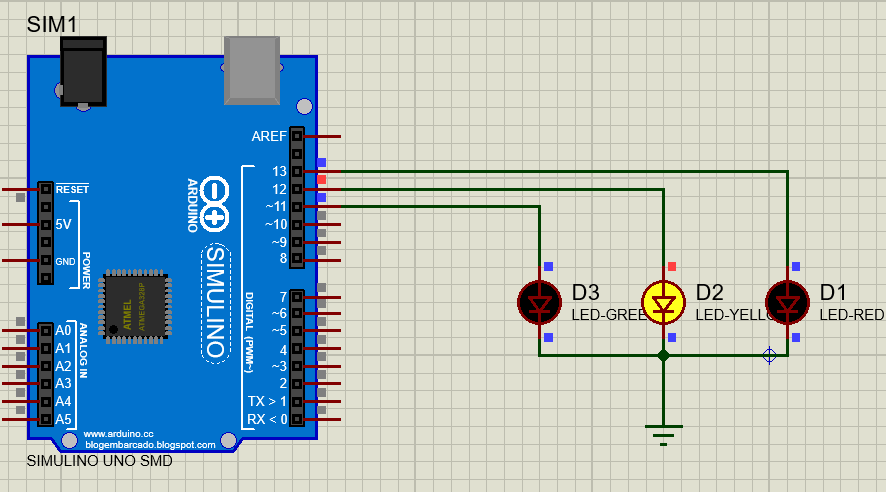 SIM1
AREF
13
12
~11
~10
~9
8
RESET
5V
GND
POWER
ARDUINO
SIMULINO
ATMEL
ATMEGA328P
DIGITAL (PWM~)
7
~6
~5
4
~3
2
TX > 1
RX < 0
A0
A1
A2
A3
A4
A5
ANALOG IN
www.arduino.cc
blogembarcado.blogspot.com
SIMULINO UNO SMD
D3
LED-GREE
D2
LED-YELLO
D1
LED-RED